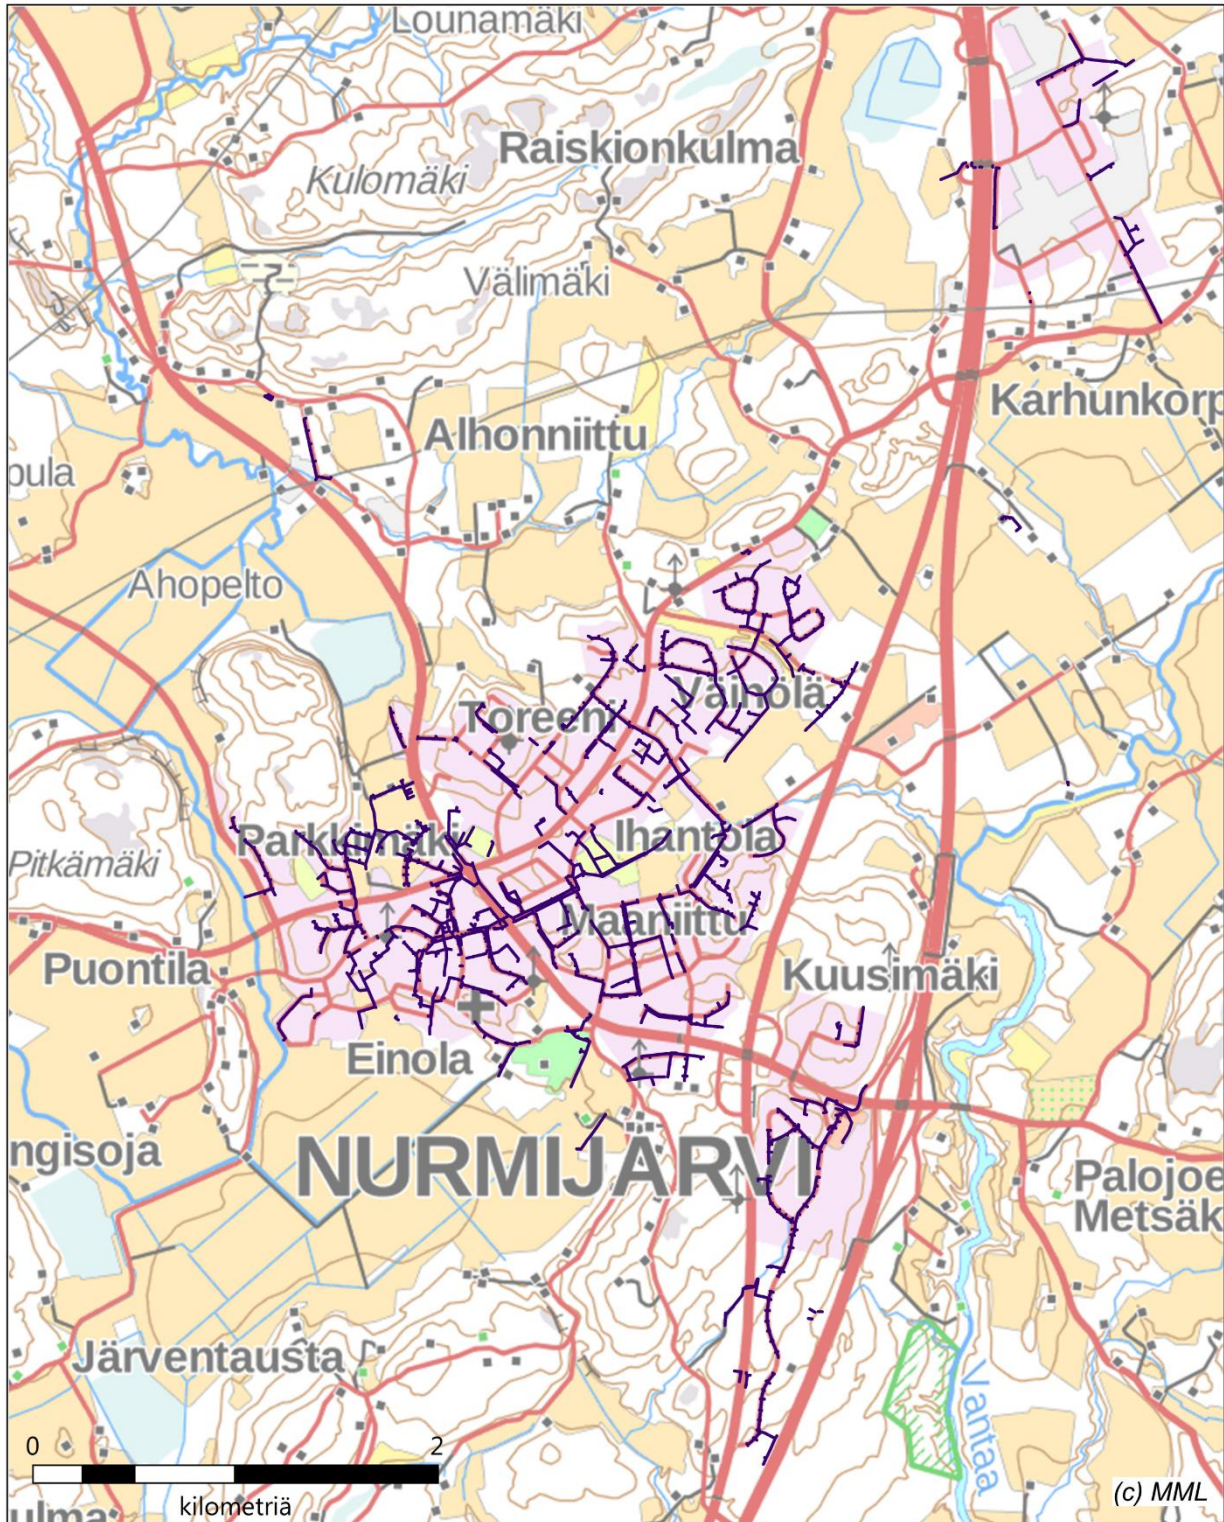 Lounamäki
Raiskionkulma
Kulomäki
Välimäki
Karhunkorp
Alhonniittu
pula
Ahopelto
Väinölä
Toreeni
Parkkimäki
Ihantola
Pitkämäki
Maaniittu
Puontila
Kuusimäki
Einola
ngisoja
NURMIJÄRVI
Palojoe
Metsäk
Järventausta
Vantaa
0
2
kilometriä
(c) MML
ulma